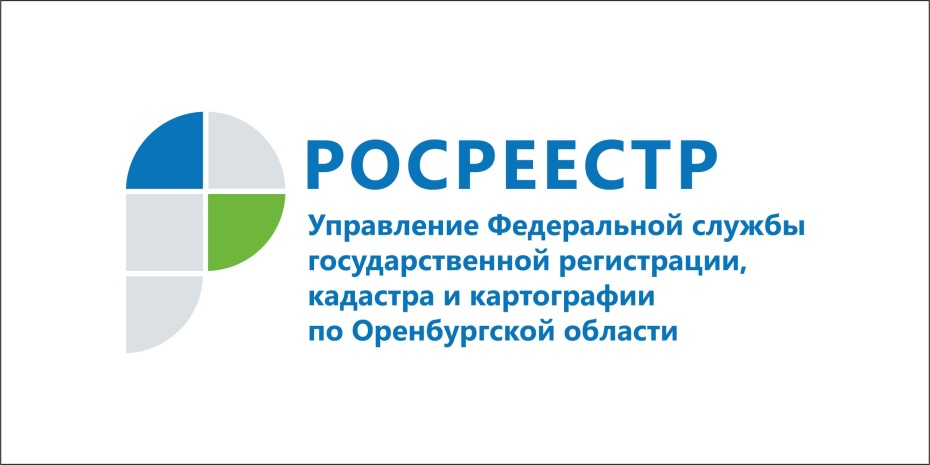 РОСРЕЕСТР
Управление Федеральной службы
государственной регистрации,
кадастра и картографии
по Оренбургской области